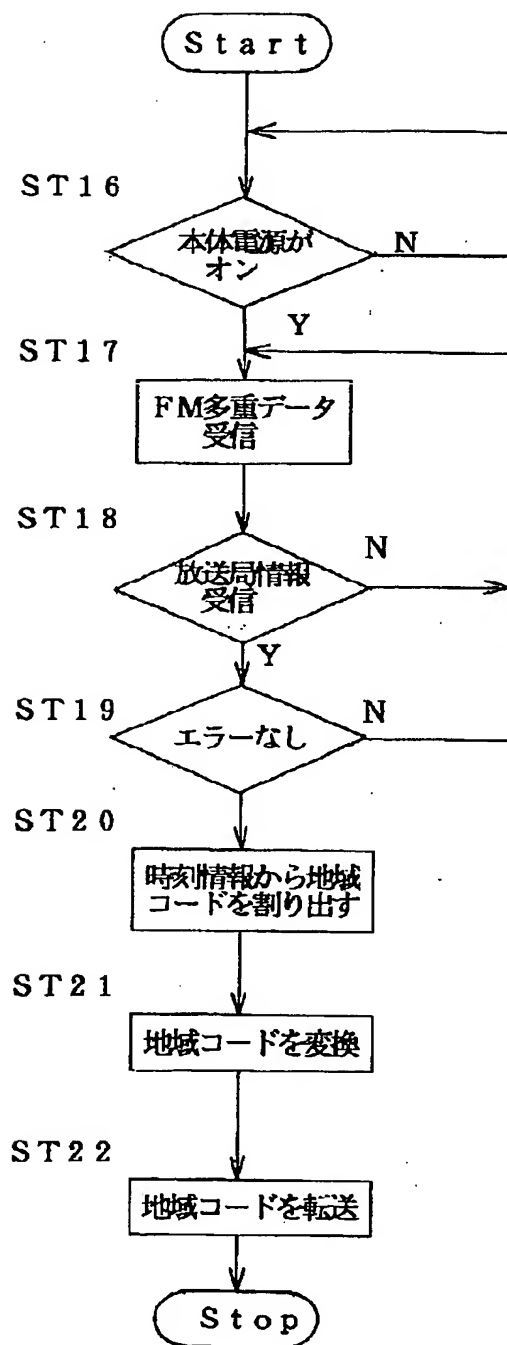 Start
ST16
本体電源が
オン
N
Y
ST17
FM多重データ
受信
ST18
放送局情報
受信
N
Y
ST19
エラーなし
N
ST20
時刻情報から地域
コードを割り出す
ST21
地域コードを変換
ST22
地域コードを転送
Stop